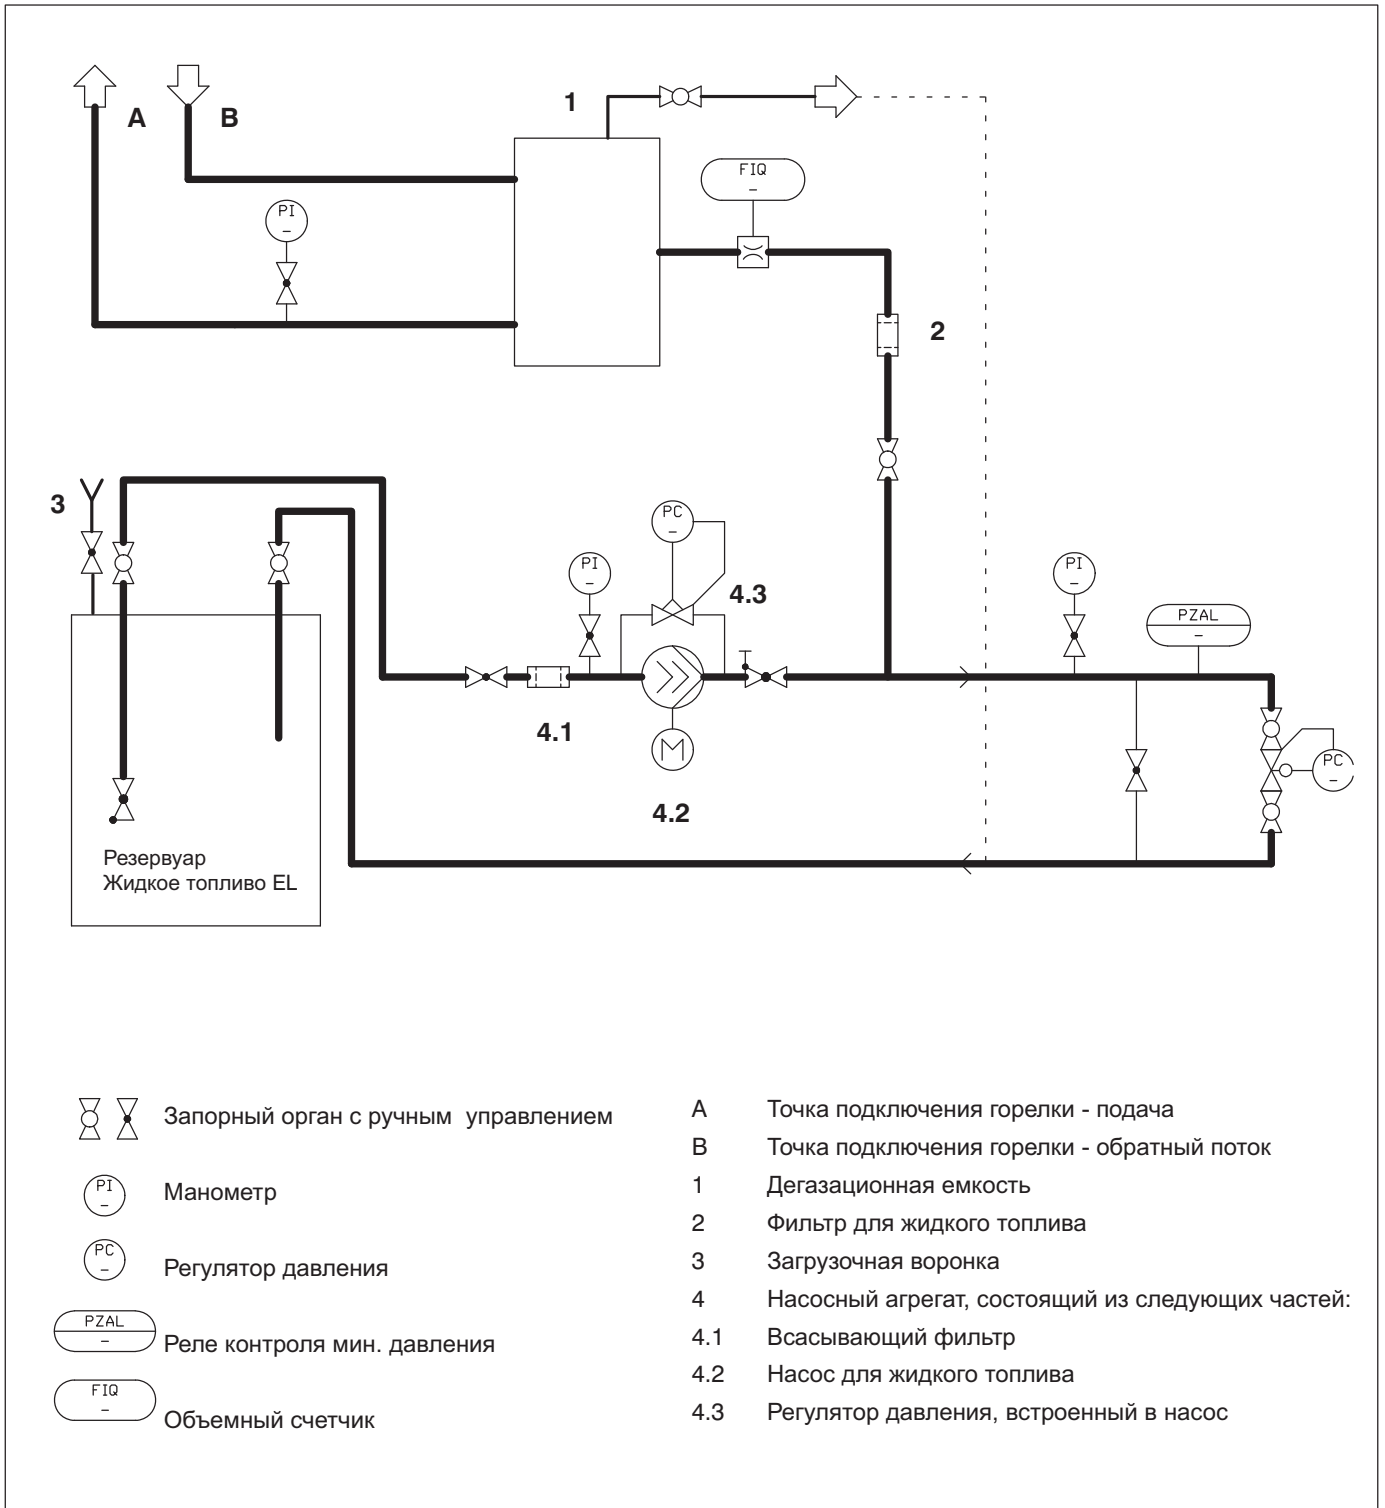 A
B
1
FIQ
–
PI
–
2
3
PC
–
PI
–
4.3
PI
–
PZAL
–
4.1
M
PC
–
4.2
Резервуар
Жидкое топливо EL
Запорный орган с ручным управлением
PI
–
Манометр
PC
–
Регулятор давления
PZAL
–
Реле контроля мин. давления
FIQ
–
Объемный счетчик
A Точка подключения горелки - подача
B Точка подключения горелки - обратный поток
1 Дегазационная емкость
2 Фильтр для жидкого топлива
3 Загрузочная воронка
4 Насосный агрегат, состоящий из следующих частей:
4.1 Всасывающий фильтр
4.2 Насос для жидкого топлива
4.3 Регулятор давления, встроенный в насос